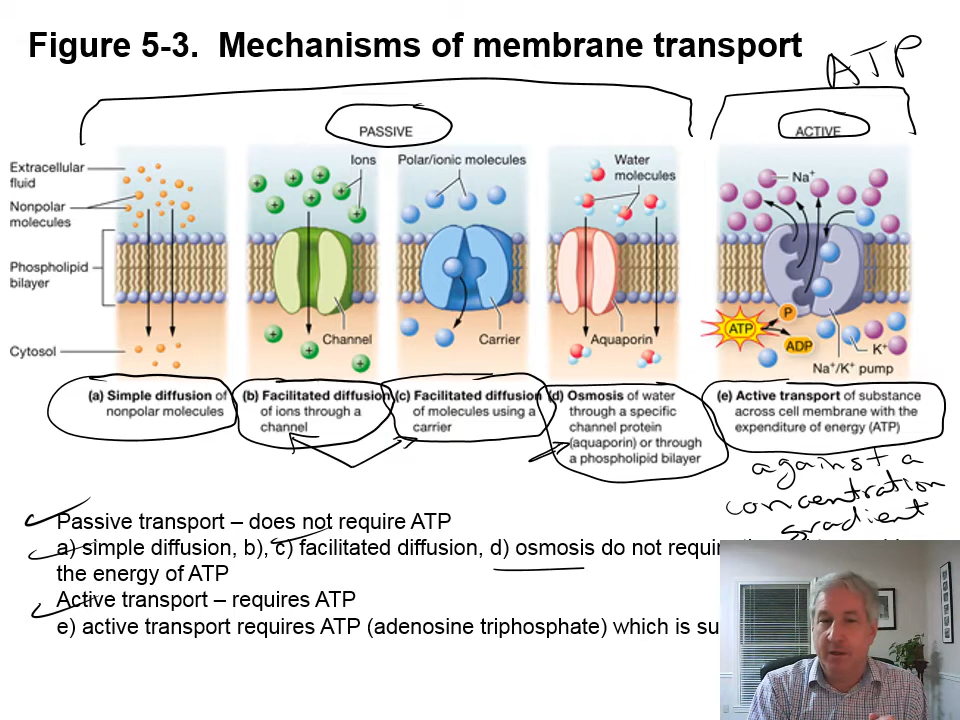 Figure 5-3. Mechanisms of membrane transport
ATP
PASSIVE
ACTIVE
Extracellular
fluid
Nonpolar
molecules
Phospholipid
bilayer
Cytosol
Ions
Channel
Polar/ionic molecules
Carrier
Water
molecules
Aquaporin
Na+
ATP
P
ADP
K+
Na+/K+ pump
(a) Simple diffusion of
nonpolar molecules
(b) Facilitated diffusion
of ions through a
channel
(c) Facilitated diffusion
of molecules using a
carrier
(d) Osmosis of water
through a specific
channel protein
(aquaporin) or through
a phospholipid bilayer
(e) Active transport of substance
across cell membrane with the
expenditure of energy (ATP)
against a
concentration
gradient
Passive transport – does not require ATP
a) simple diffusion, b), c) facilitated diffusion, d) osmosis do not require
the energy of ATP
Active transport – requires ATP
e) active transport requires ATP (adenosine triphosphate) which is